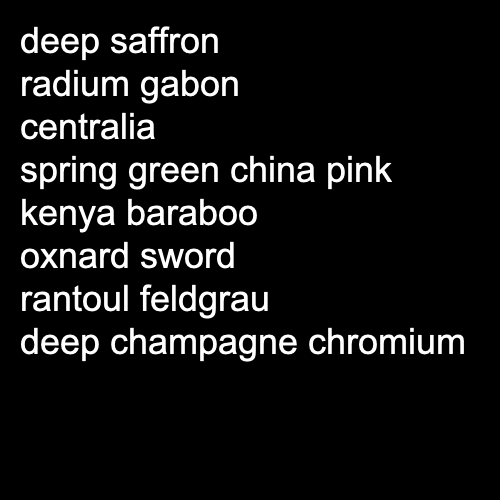 deep saffron
radium gabon
centralia
spring green china pink
kenya baraboo
oxnard sword
rantoul feldgrau
deep champagne chromium